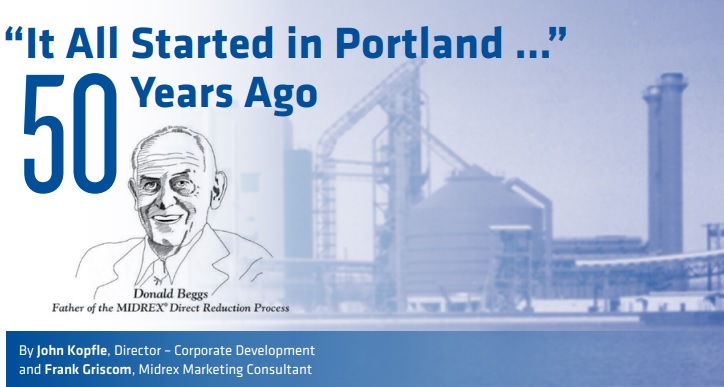 “It All Started in Portland ...”
50 Years Ago
Donald Beggs
Father of the MIDREX® Direct Reduction Process
By John Kopfle, Director – Corporate Development
and Frank Griscom, Midrex Marketing Consultant